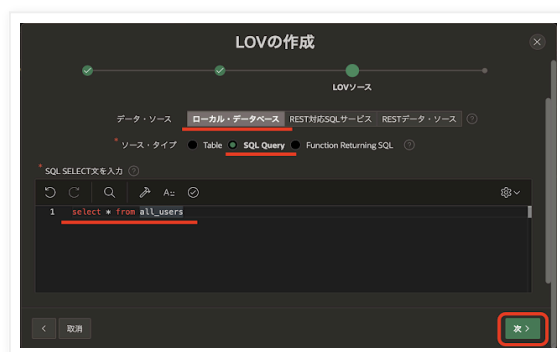 LOVの作成
LOVソース
データ・ソース ローカル・データベース REST対応SQLサービス RESTデータ・ソース
* ソース・タイプ Table SQL Query Function Returning SQL
* SQL SELECT文を入力
1 select * from all_users
取消 次 >